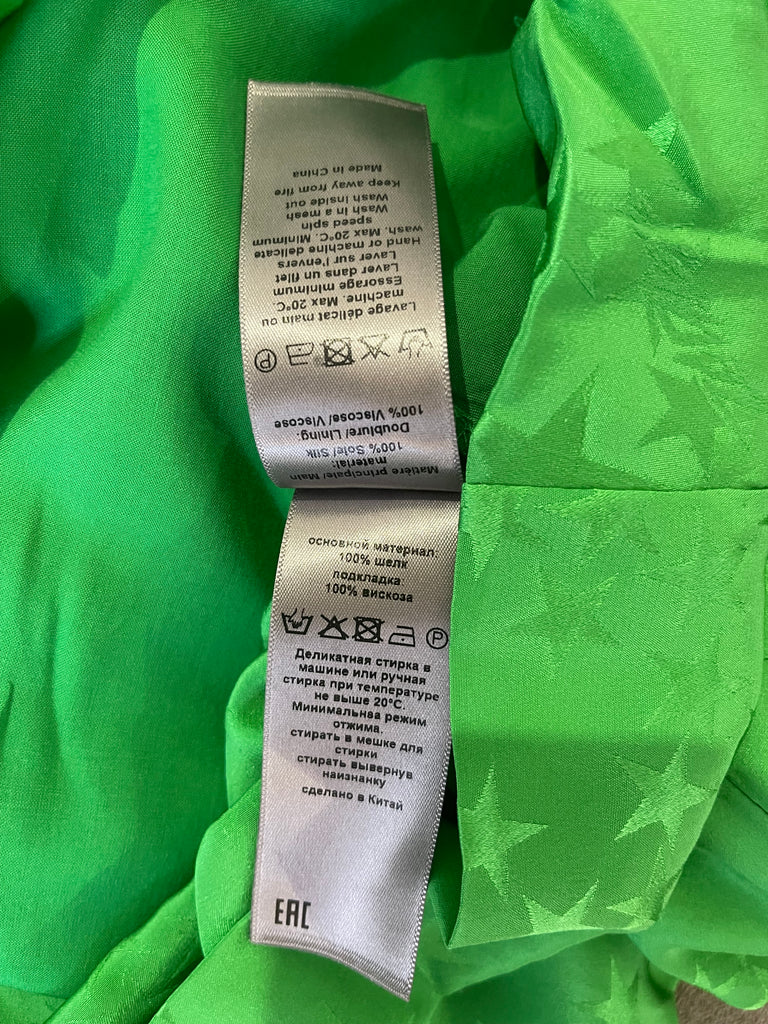 Matière principale/ Main
material:
100% Soie/ Silk
Doublure/ Lining:
100% Viscose/ Viscose
P
Lavage délicat main ou
machine. Max 20°C.
Essorage minimum
Laver dans un filet
Laver sur l'envers
Hand or machine delicate
wash. Max 20°C. Minimum
speed spin
Wash in a mesh
Wash inside out
Keep away from fire
Made in China
основной материал:
100% шелк
подкладка:
100% вискоза
P
Деликатная стирка в
машине или ручная
стирка при температуре
не выше 20°C.
Минимальнва режим
отжима.
стирать в мешке для
стирки
стирать вывернув
наизнанку
сделано в Китай
EAC